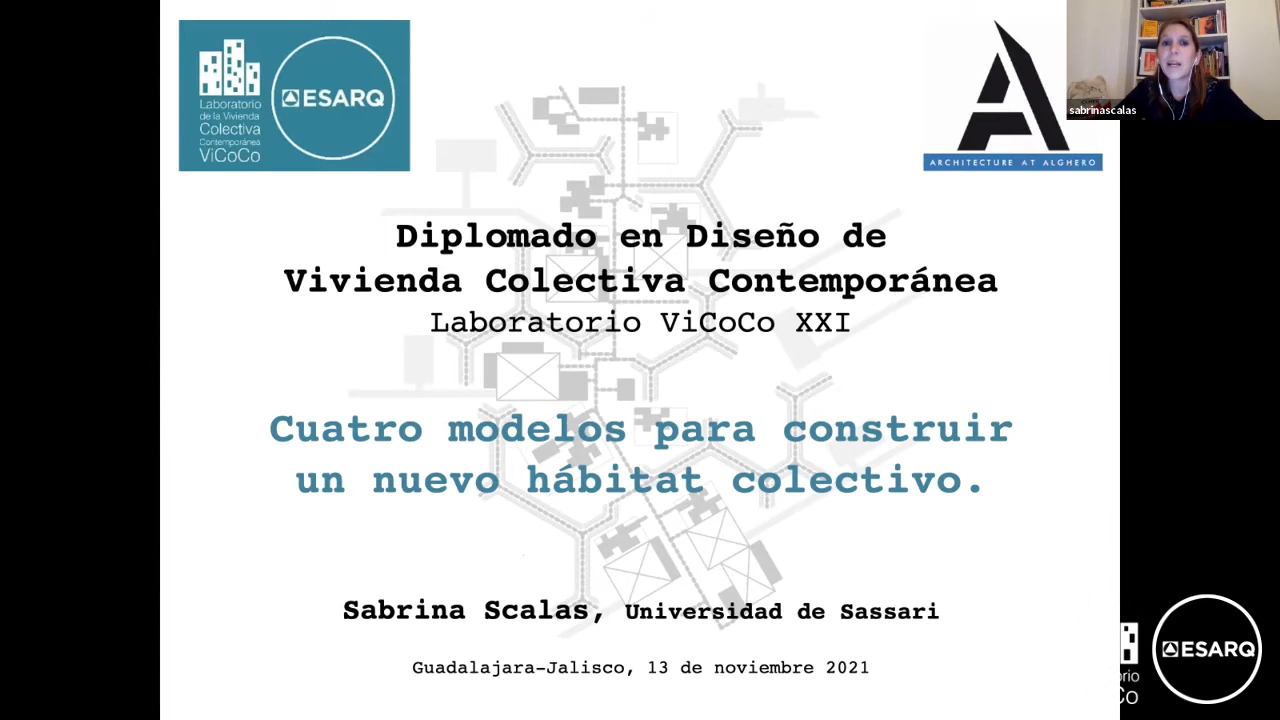 Laboratorio
de la Vivienda
Colectiva
Contemporánea
ViCoCo
ESARQ
ARCHITECTURE AT ALGHERO
sabrinascalas
Diplomado en Diseño de
Vivienda Colectiva Contemporánea
Laboratorio ViCoCo XXI
Cuatro modelos para construir
un nuevo hábitat colectivo.
Sabrina Scalas, Universidad de Sassari
Guadalajara-Jalisco, 13 de noviembre 2021
ESARQ
orio
Co